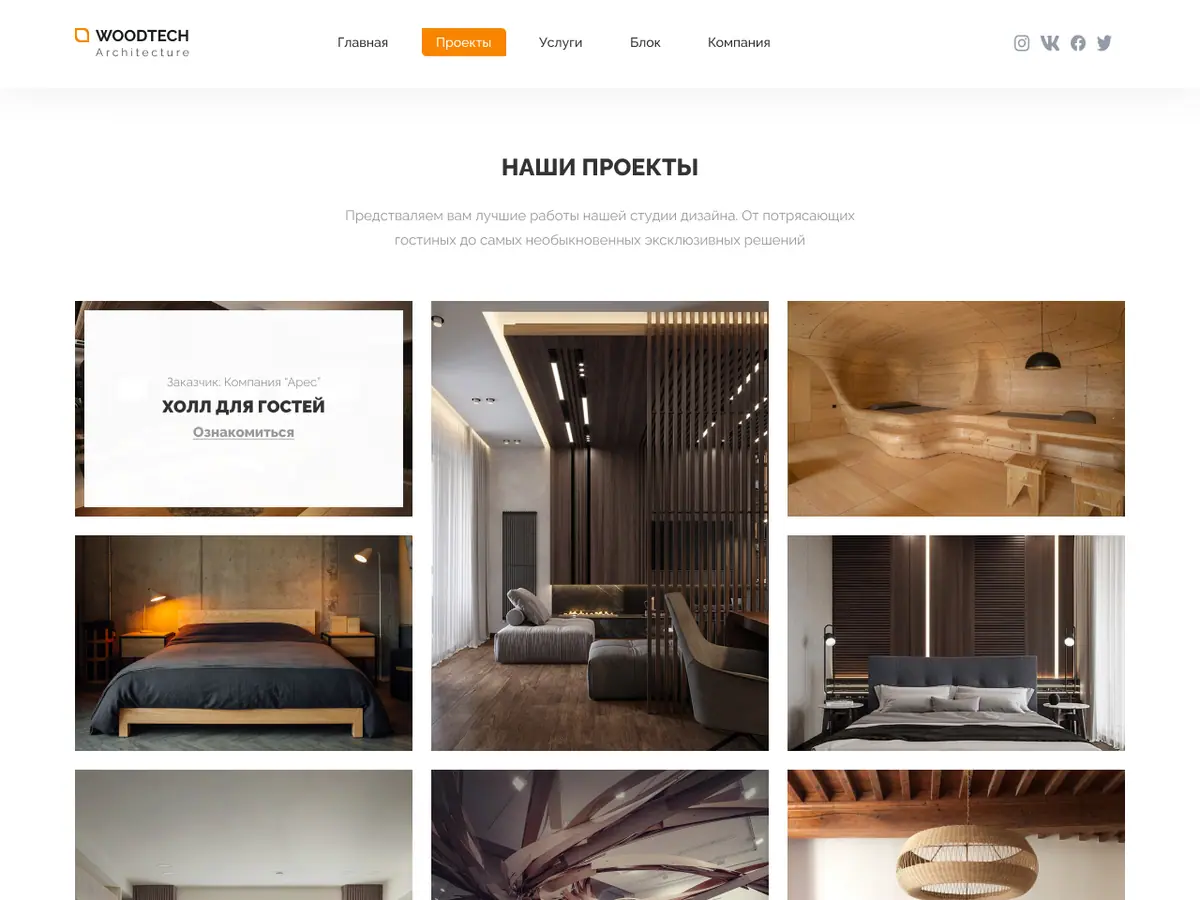 WOODTECH
Architecture
Главная
Проекты
Услуги
Блок
Компания
НАШИ ПРОЕКТЫ
Предстваляем вам лучшие работы нашей студии дизайна. От потрясающих
гостиных до самых необыкновенных эксклюзивных решений
Заказчик: Компания "Арес"
ХОЛЛ ДЛЯ ГОСТЕЙ
Ознакомиться